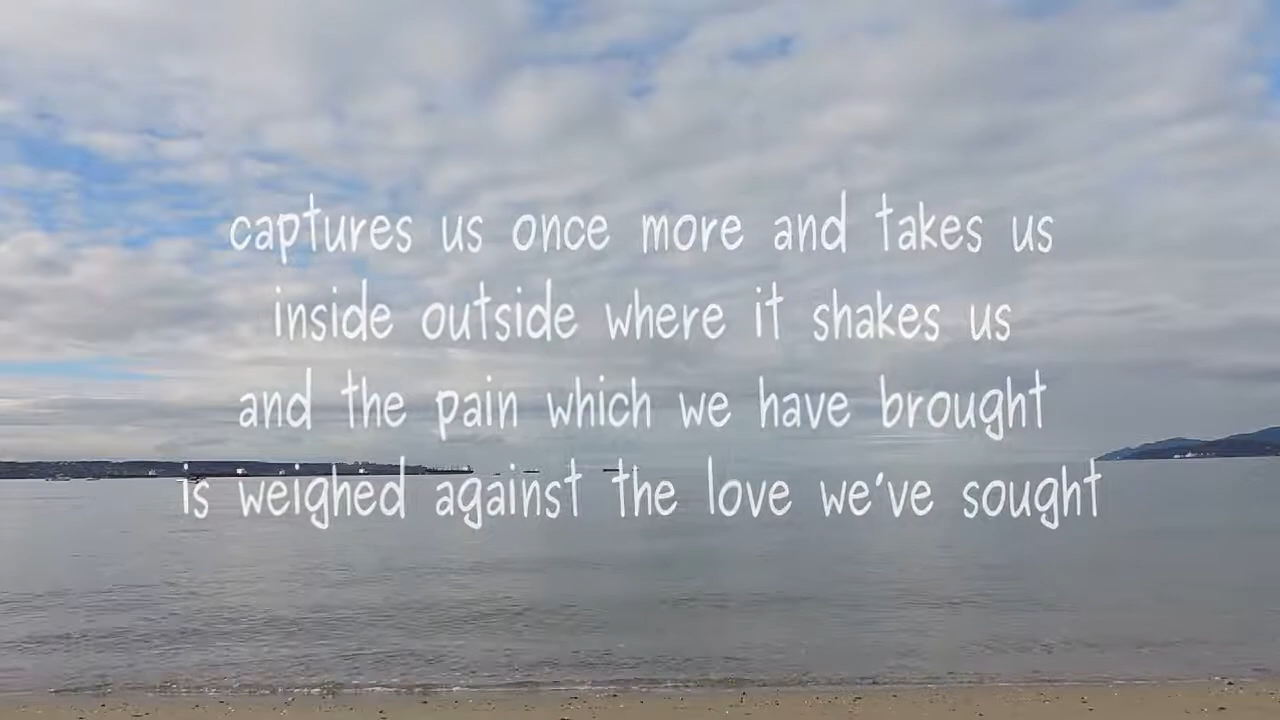 captures us once more and takes us
inside outside where it shakes us
and the pain which we have brought
is weighed against the love we've sought